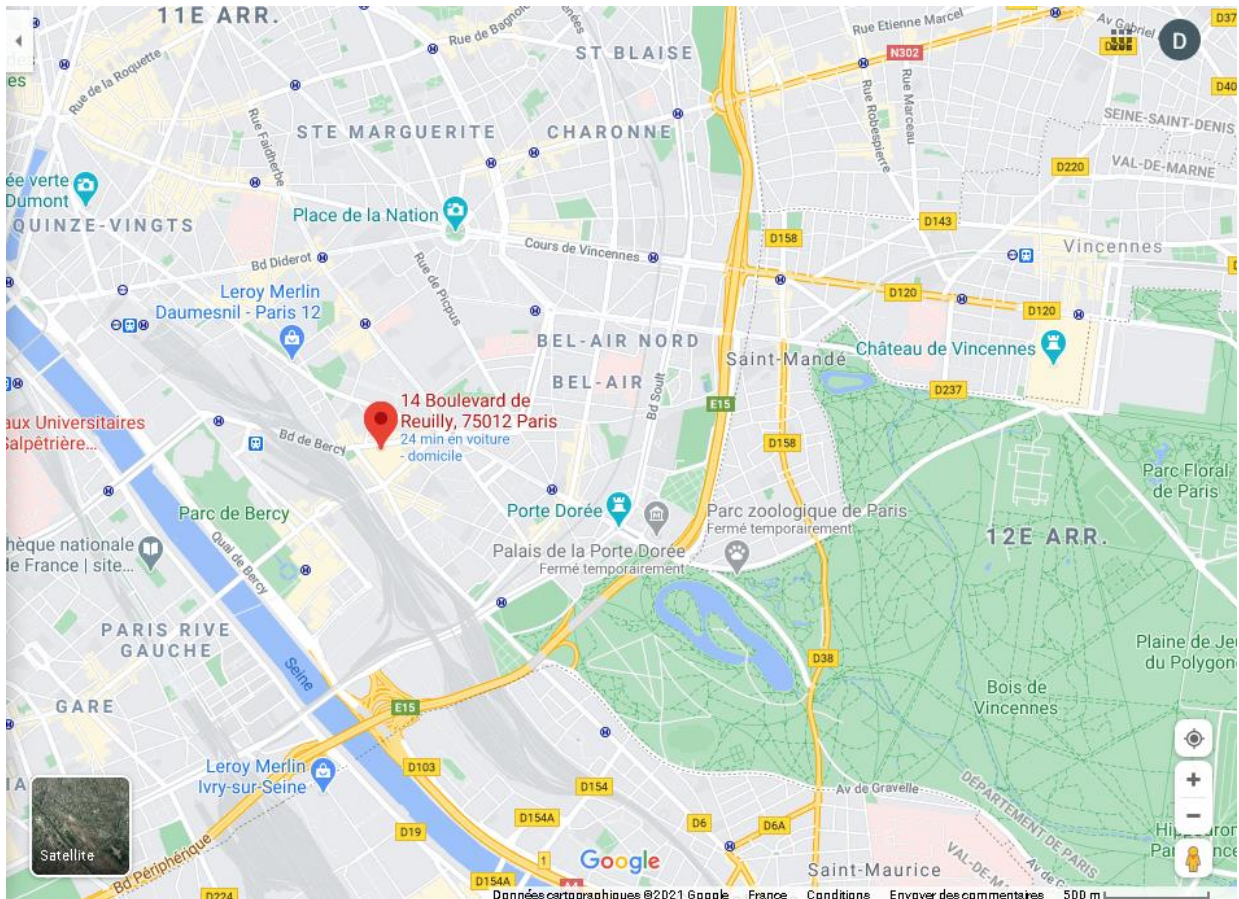 11E ARR.
Rue de Bagnol
ST BLAISE
Rue Etienne Marcel
Av Gabriel
D37
N302
D
D40
es
Rue de la Roquette
Rue Faidherbe
STE MARGUERITE
CHARONNE
Rue Robespierre
Rue Marceau
SEINE-SAINT-DENIS
VAL-DE-MARNE
D220
ée verte
Dumont
QUINZE-VINGTS
Place de la Nation
D143
D158
Cours de Vincennes
Vincennes
Bd Diderot
Rue de Picpus
Leroy Merlin
Daumesnil - Paris 12
D120
D120
BEL-AIR NORD
BEL-AIR
Saint-Mandé
Château de Vincennes
D237
Bd Soult
E15
14 Boulevard de
Reuilly, 75012 Paris
24 min en voiture
- domicile
aux Universitaires
Salpêtrière...
Bd de Bercy
D158
Parc Floral
de Paris
Parc de Bercy
Quai de Bercy
Porte Dorée
Parc zoologique de Paris
Fermé temporairement
12E ARR.
hèque nationale
de France | site...
Palais de la Porte Dorée
Fermé temporairement
PARIS RIVE
GAUCHE
Seine
D38
Plaine de Jeu
du Polygone
Bois de
Vincennes
GARE
E15
Leroy Merlin
Ivry-sur-Seine
D103
D154
Av de Gravelle
DÉPARTEMENT DE PARIS
VAL-DE-M
Av de G
D154A
D6
D6A
D19
Satellite
Bd Périphérique
1
Google
Saint-Maurice
D224
D154A
Données cartographiques ©2021 Google France Conditions Envoyer des commentaires 500 m